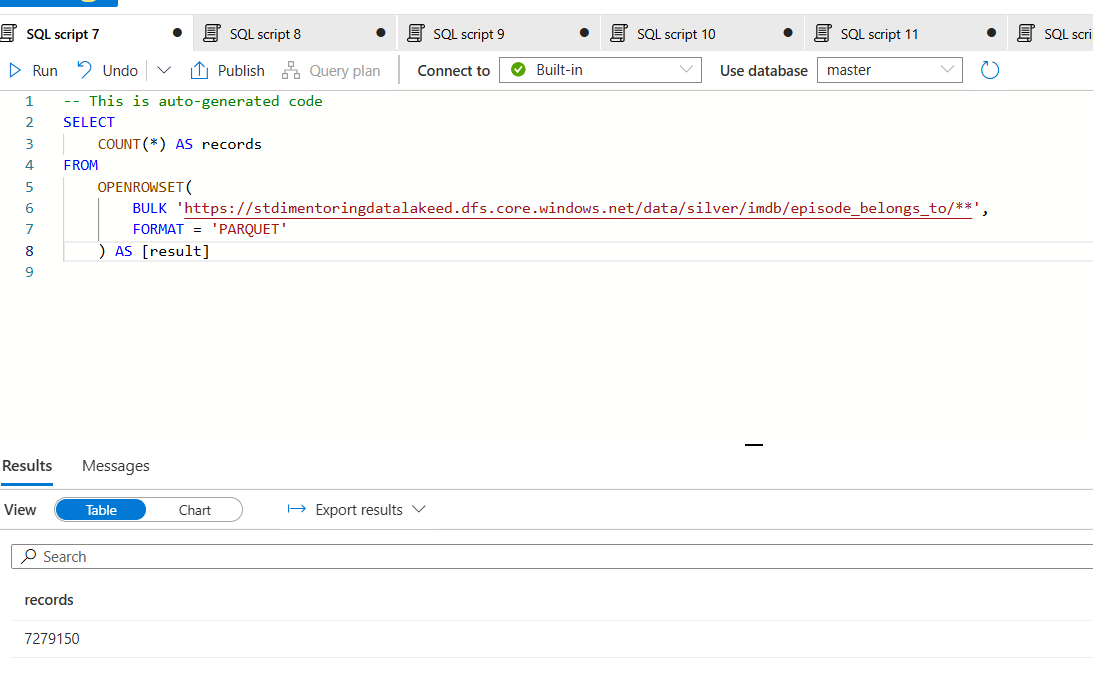 SQL script 7 SQL script 8 SQL script 9 SQL script 10 SQL script 11
Run Undo Publish Query plan Connect to Built-in Use database master
1 -- This is auto-generated code
2 SELECT
3 COUNT(*) AS records
4 FROM
5 OPENROWSET(
6 BULK 'https://stdimentoringdatalakeed.dfs.core.windows.net/data/silver/imdb/episode_belongs_to/**',
7 FORMAT = 'PARQUET'
8 ) AS [result]
9
Results Messages
View Table Chart Export results
Search
records
7279150